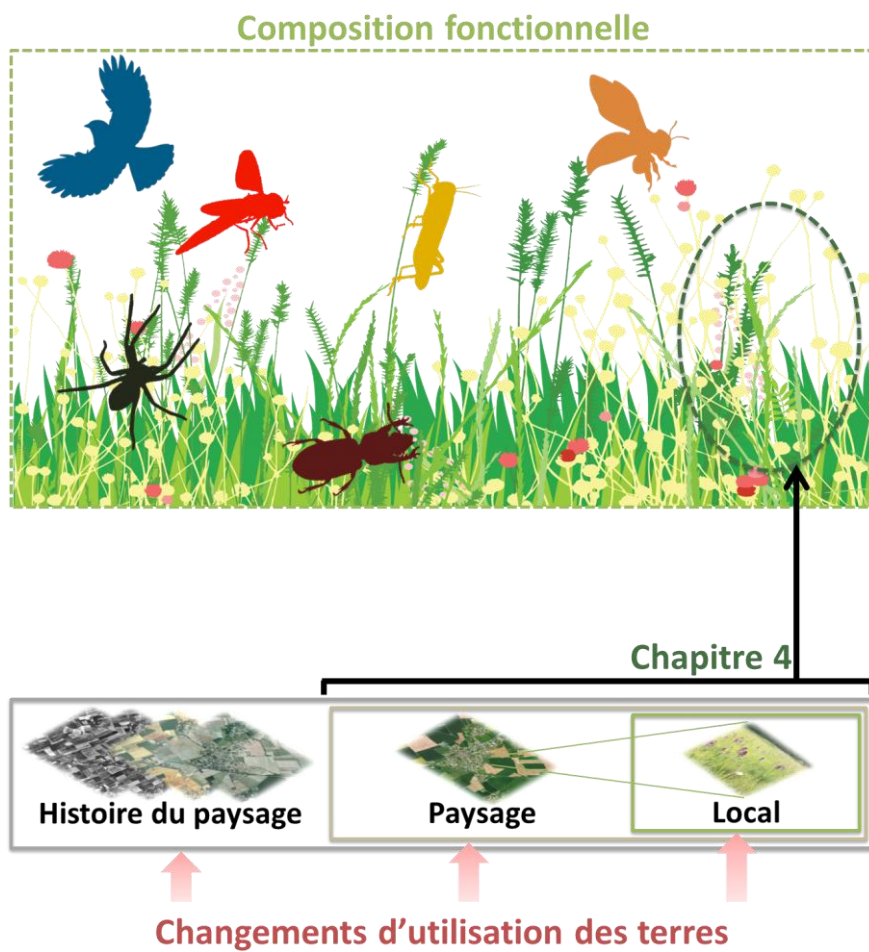 Composition fonctionnelle
Chapitre 4
Histoire du paysage
Paysage
Local
Changements d’utilisation des terres